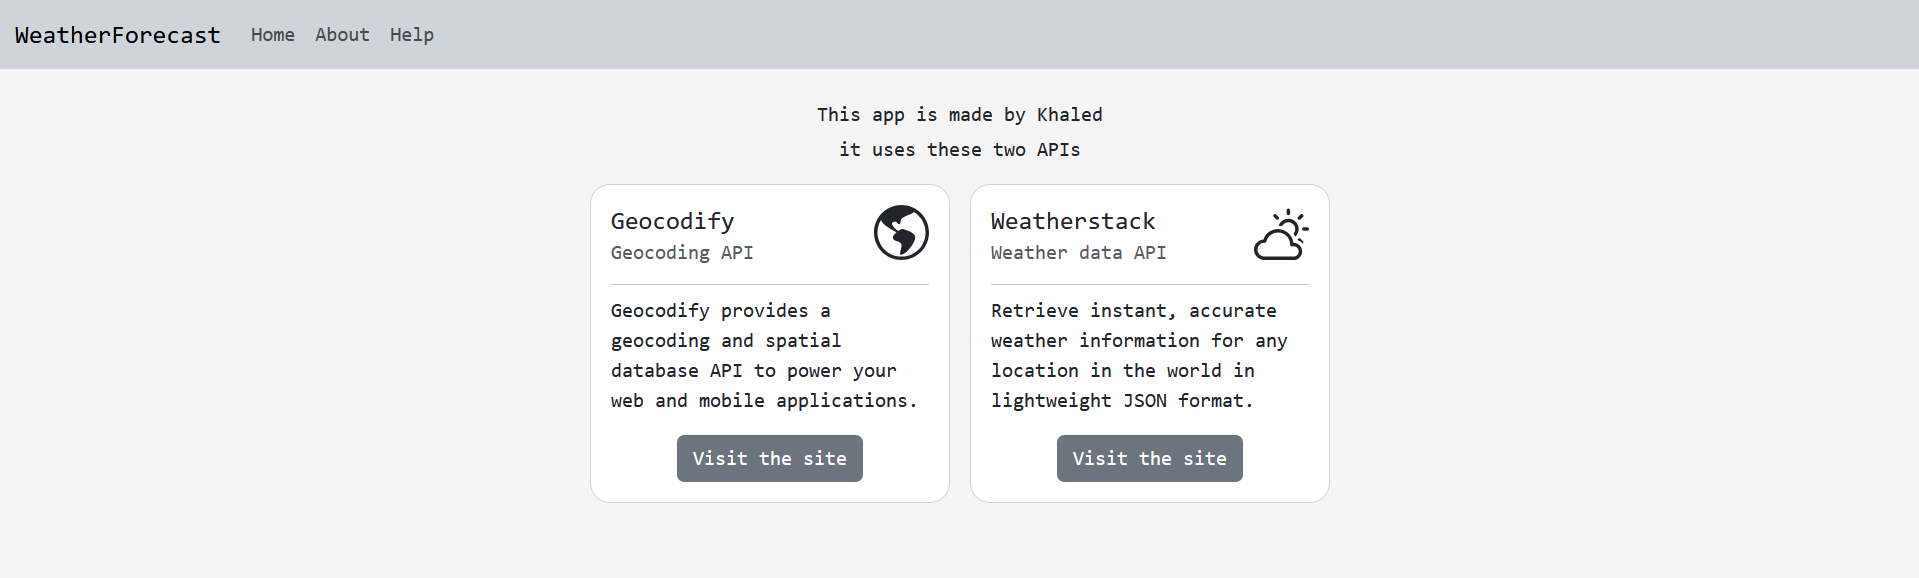 WeatherForecast Home About Help
This app is made by Khaled
it uses these two APIs
Geocodify
Geocoding API
Geocodify provides a
geocoding and spatial
database API to power your
web and mobile applications.
Visit the site
Weatherstack
Weather data API
Retrieve instant, accurate
weather information for any
location in the world in
lightweight JSON format.
Visit the site